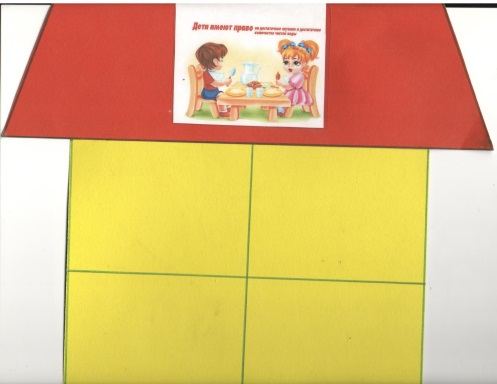 Дети имеют право на достаточное питание и достаточное
количество чистой воды